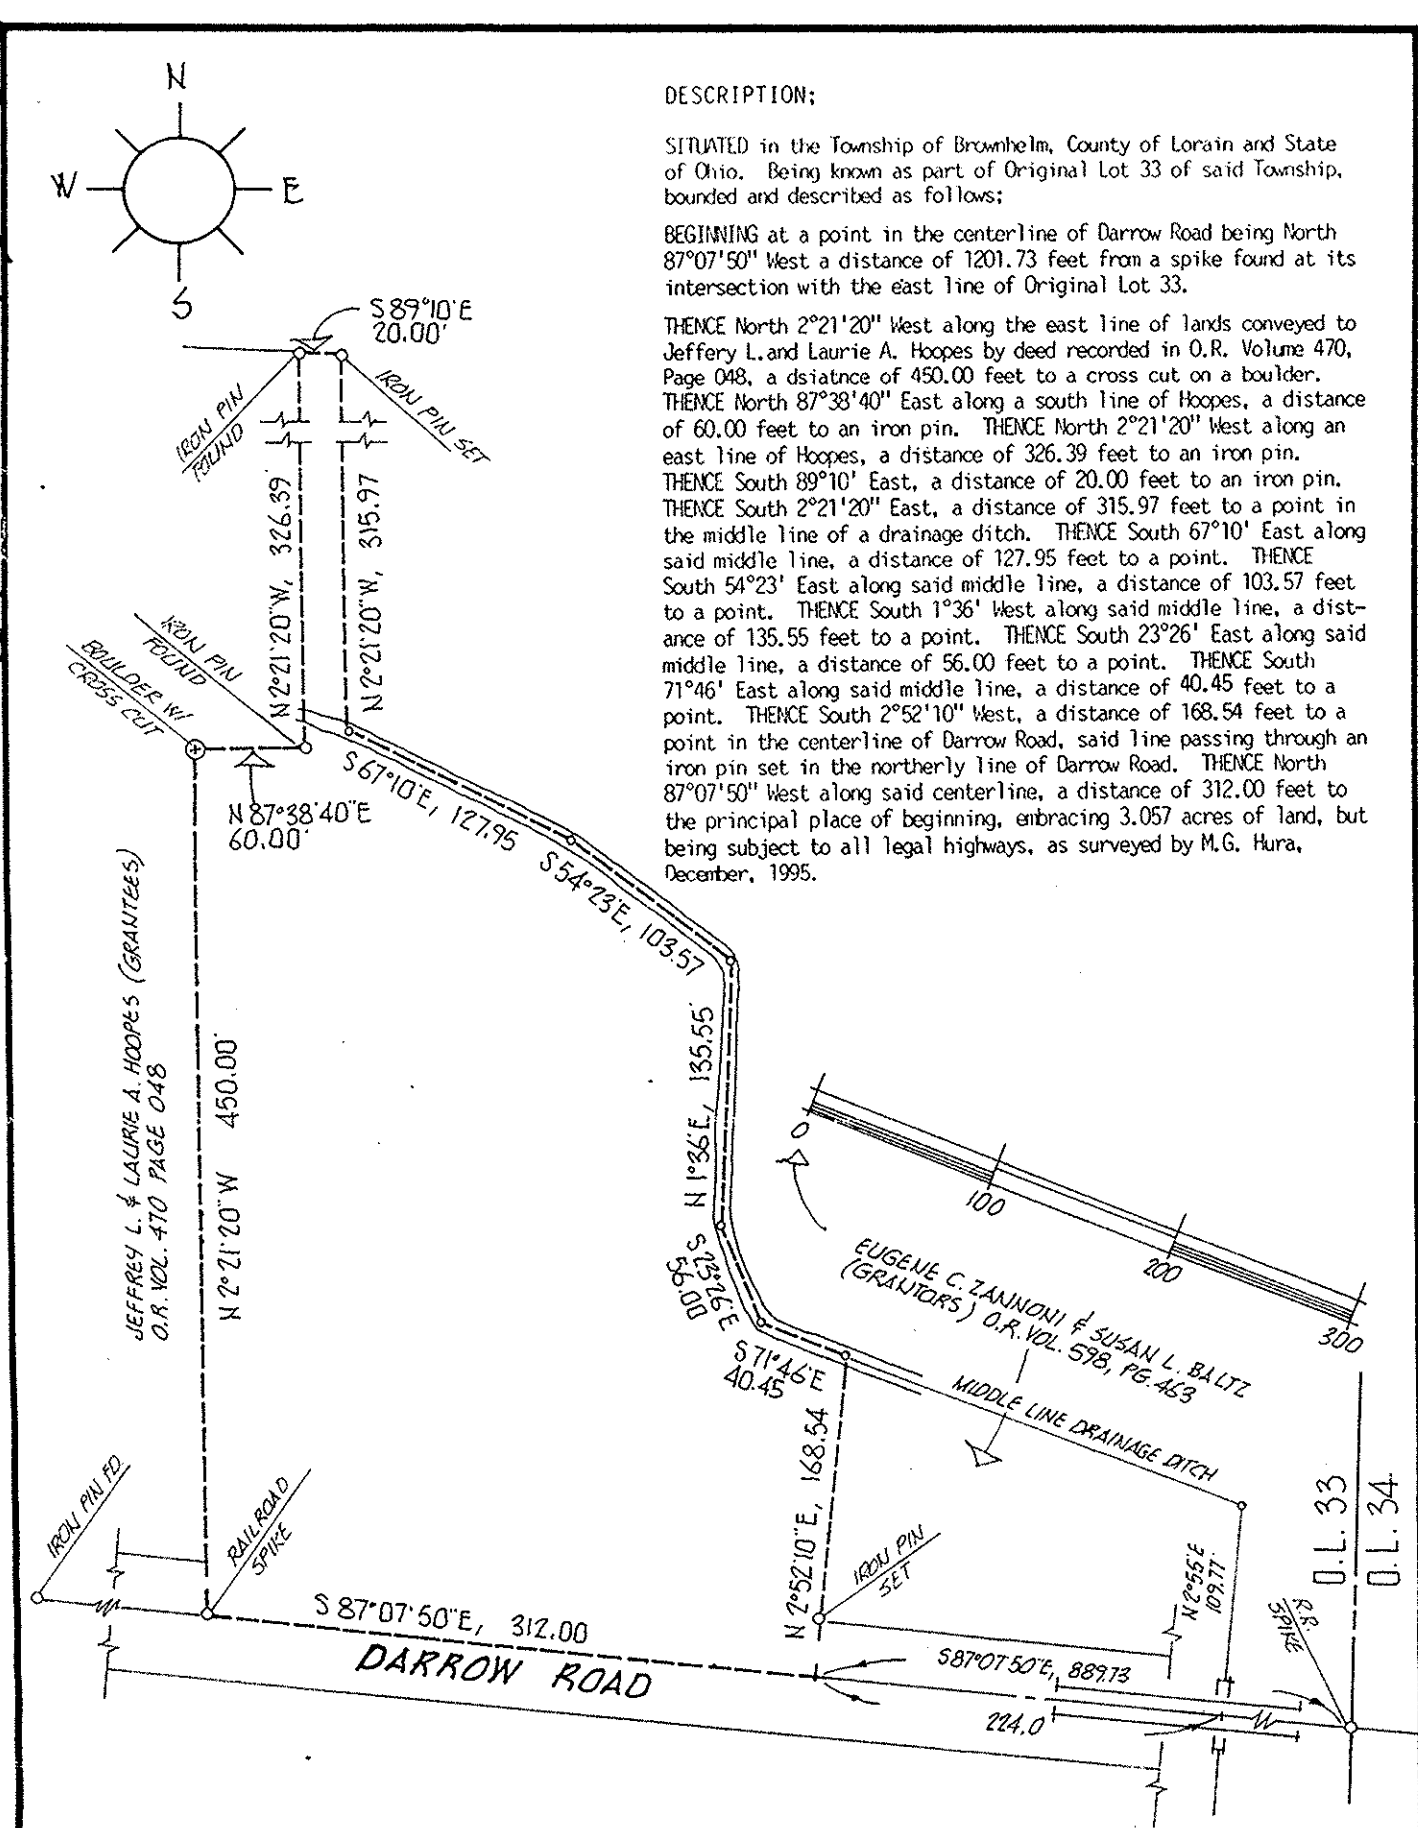 N
W E
S
DESCRIPTION;
SITUATED in the Township of Brownhelm, County of Lorain and State
of Ohio. Being known as part of Original Lot 33 of said Township,
bounded and described as follows;
BEGINNING at a point in the centerline of Darrow Road being North
87°07'50" West a distance of 1201.73 feet from a spike found at its
intersection with the east line of Original Lot 33.
THENCE North 2°21'20" West along the east line of lands conveyed to
Jeffery L.and Laurie A. Hoopes by deed recorded in O.R. Volume 470,
Page 048, a dsiatnce of 450.00 feet to a cross cut on a boulder.
THENCE North 87°38'40" East along a south line of Hoopes, a distance
of 60.00 feet to an iron pin. THENCE North 2°21'20" West along an
east line of Hoopes, a distance of 326.39 feet to an iron pin.
THENCE South 89°10' East, a distance of 20.00 feet to an iron pin.
THENCE South 2°21'20" East, a distance of 315.97 feet to a point in
the middle line of a drainage ditch. THENCE South 67°10' East along
said middle line, a distance of 127.95 feet to a point. THENCE
South 54°23' East along said middle line, a distance of 103.57 feet
to a point. THENCE South 1°36' West along said middle line, a dist-
ance of 135.55 feet to a point. THENCE South 23°26' East along said
middle line, a distance of 56.00 feet to a point. THENCE South
71°46' East along said middle line, a distance of 40.45 feet to a
point. THENCE South 2°52'10" West, a distance of 168.54 feet to a
point in the centerline of Darrow Road, said line passing through an
iron pin set in the northerly line of Darrow Road. THENCE North
87°07'50" West along said centerline, a distance of 312.00 feet to
the principal place of beginning, embracing 3.057 acres of land, but
being subject to all legal highways, as surveyed by M.G. Hura,
December, 1995.
S 89°10'E
20.00'
IRON PIN
FOUND
IRON PIN SET
N 2°21'20"W, 326.39'
N 2°21'20"W, 315.97
IRON PIN
FOUND
BOULDER W/
CROSS CUT
N 87°38'40"E
60.00'
S 67°10'E, 127.95
S 54°23'E, 103.57
JEFFREY L. & LAURIE A. HOOPES (GRANTEES)
O.R. VOL. 470 PAGE 048
N 2°21'20"W 450.00'
N 1°36'E, 135.55'
S 23°26'E
56.00
S 71°46'E
40.45
0
100
200
300
EUGENE C. ZANNONI & SUSAN L. BALTZ
(GRANTORS) O.R. VOL. 598, PG. 463
MIDDLE LINE DRAINAGE DITCH
N 2°52'10"E, 168.54
IRON PIN
SET
N 2°55'E
109.77'
O.L. 33
O.L. 34
R.R.
SPIKE
IRON PIN FD.
RAILROAD
SPIKE
S 87°07'50"E, 312.00
DARROW ROAD
S 87°07'50"E, 889.73
224.0